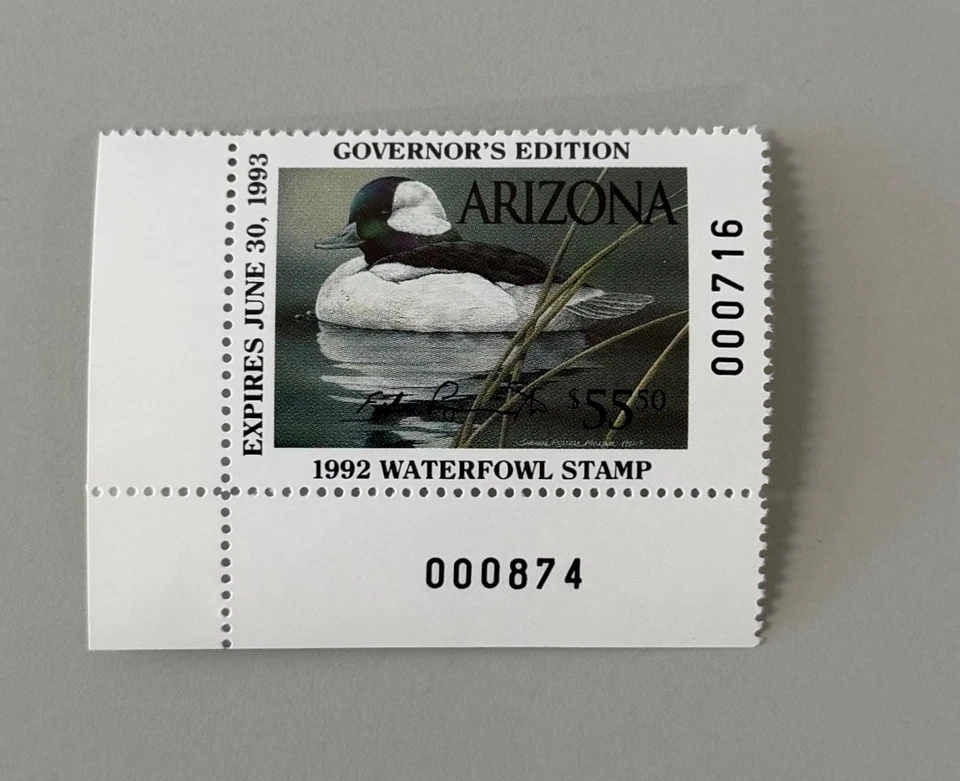 GOVERNOR'S EDITION
EXPIRES JUNE 30, 1993
ARIZONA
000716
$55.50
1992 WATERFOWL STAMP
000874